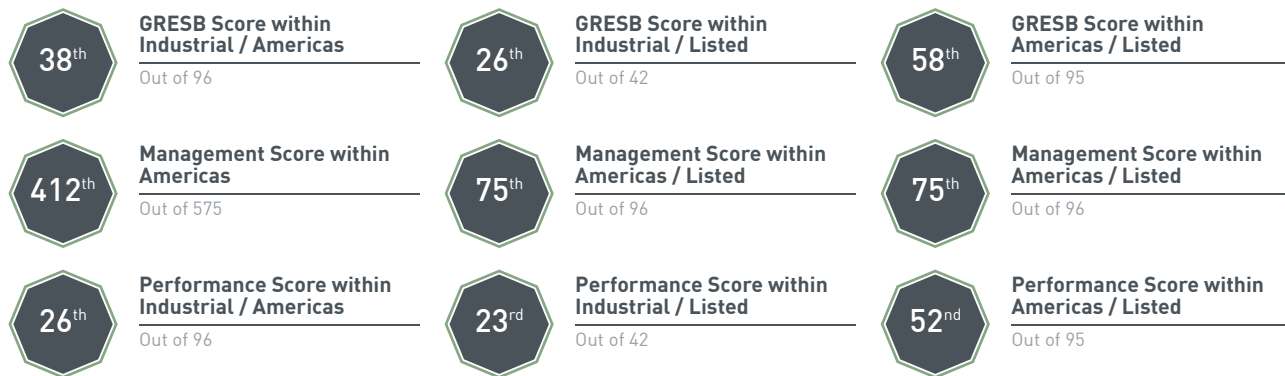 38th
GRESB Score within
Industrial / Americas
Out of 96
26th
GRESB Score within
Industrial / Listed
Out of 42
58th
GRESB Score within
Americas / Listed
Out of 95
412th
Management Score within
Americas
Out of 575
75th
Management Score within
Americas / Listed
Out of 96
75th
Management Score within
Americas / Listed
Out of 96
26th
Performance Score within
Industrial / Americas
Out of 96
23rd
Performance Score within
Industrial / Listed
Out of 42
52nd
Performance Score within
Americas / Listed
Out of 95